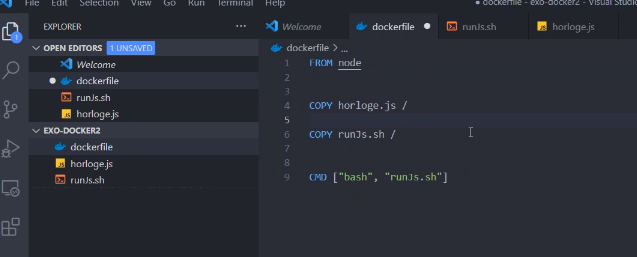 File Edit Selection View Go Run Terminal Help ● dockerfile - exo-docker2 - Visual Studio
EXPLORER ···
Welcome dockerfile ● runJs.sh horloge.js
OPEN EDITORS 1 UNSAVED
Welcome
● dockerfile
runJs.sh
horloge.js
EXO-DOCKER2
dockerfile
horloge.js
runJs.sh
1
dockerfile > ...
1 FROM node
2
3
4 COPY horloge.js /
5
6 COPY runJs.sh /
7
8
9 CMD ["bash", "runJs.sh"]